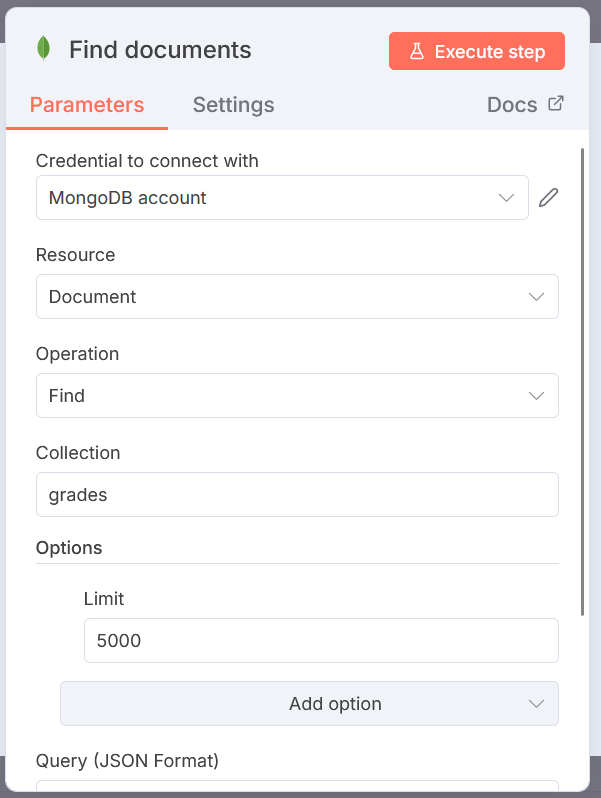 Find documents
Execute step
Parameters
Settings
Docs
Credential to connect with
MongoDB account
Resource
Document
Operation
Find
Collection
grades
Options
Limit
5000
Add option
Query (JSON Format)